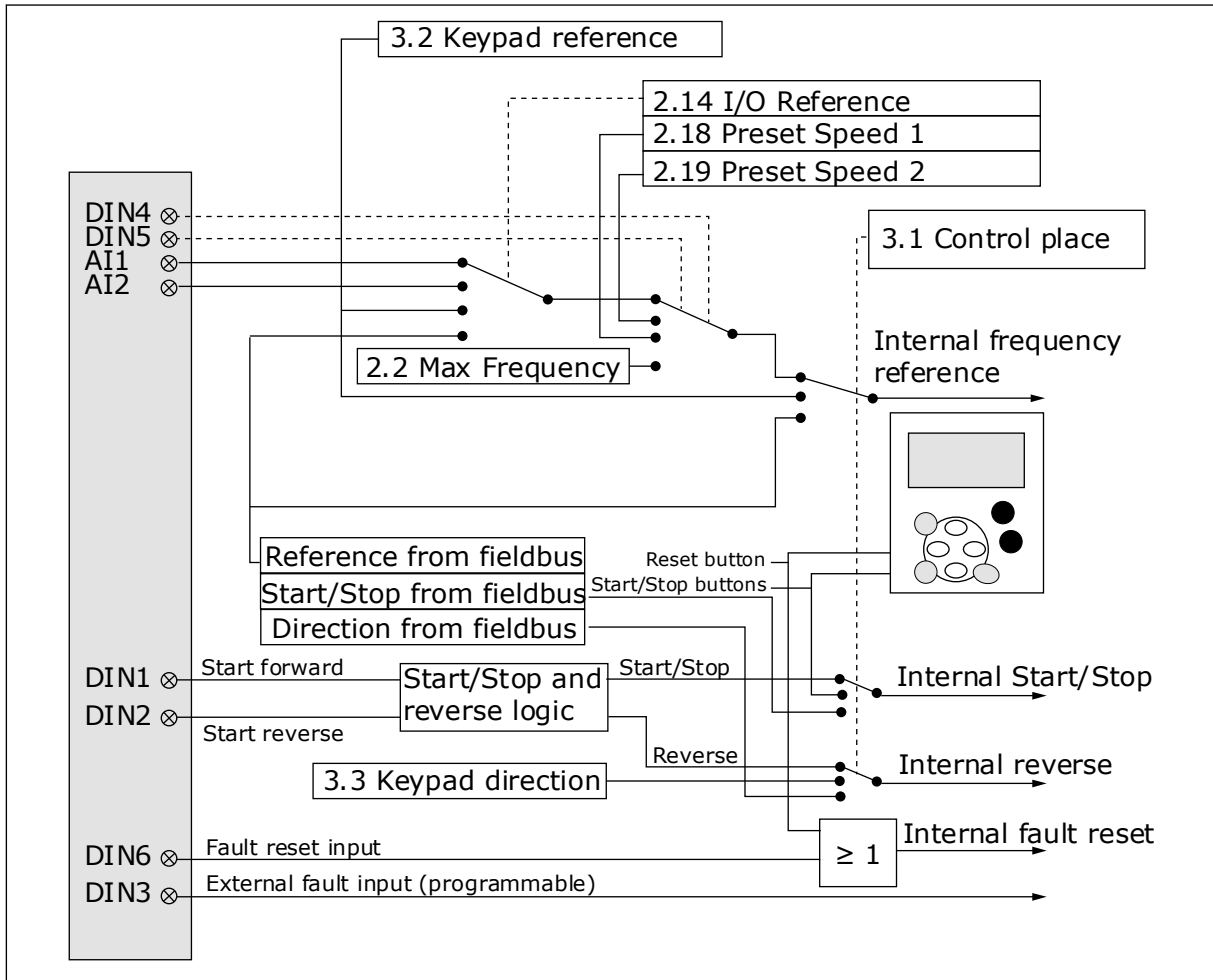 3.2 Keypad reference
2.14 I/O Reference
2.18 Preset Speed 1
2.19 Preset Speed 2
DIN4
DIN5
AI1
AI2
3.1 Control place
2.2 Max Frequency
Internal frequency
reference
Reference from fieldbus
Start/Stop from fieldbus
Direction from fieldbus
Reset button
Start/Stop buttons
DIN1
Start forward
Start/Stop and
reverse logic
Start/Stop
Internal Start/Stop
DIN2
Start reverse
Reverse
Internal reverse
3.3 Keypad direction
DIN6
Fault reset input
≥ 1
Internal fault reset
DIN3
External fault input (programmable)